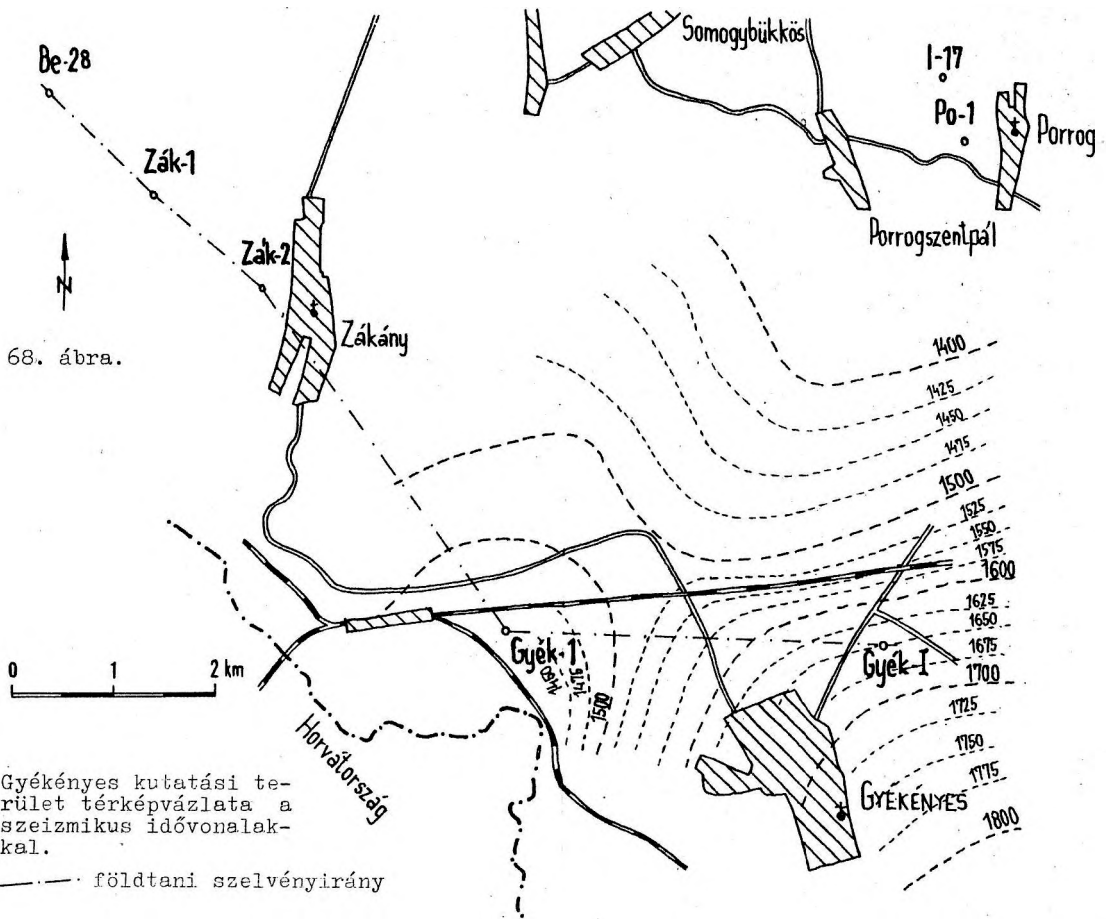 Somogybükkös
Be-28
I-17
Po-1
Porrog
Zák-1
Porrogszentpál
Zák-2
N
Zákány
68. ábra.
1400
1425
1450
1475
1500
1525
1550
1575
1600
1625
1650
1675
1700
1725
1750
1775
1800
Gyék-1
Gyék-I
1450
1475
1500
0 1 2 km
Horvátország
GYÉKÉNYES
Gyékényes kutatási te-
rület térképvázlata a
szeizmikus idővonalak-
kal.
földtani szelvényirány